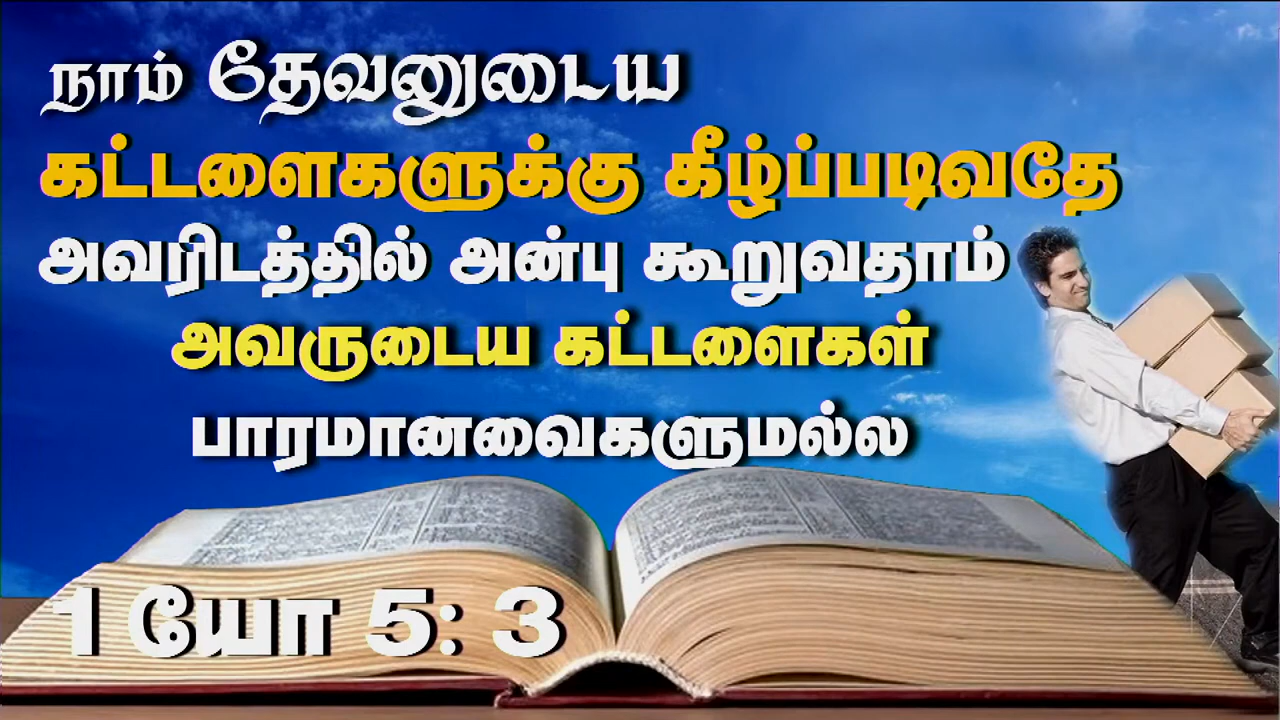 நாம் தேவனுடைய
கட்டளைகளுக்கு கீழ்ப்படிவதே
அவரிடத்தில் அன்பு கூறுவதாம்
அவருடைய கட்டளைகள்
பாரமானவைகளுமல்ல
1 யோ 5: 3